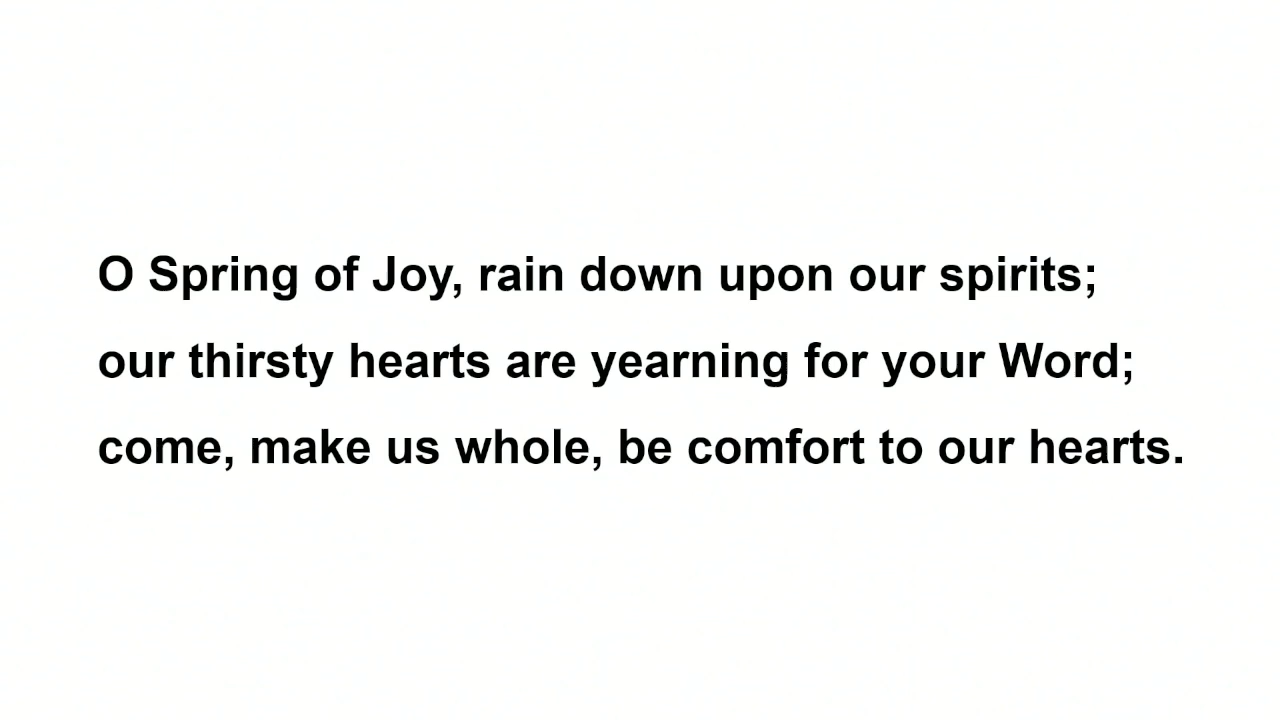 O Spring of Joy, rain down upon our spirits;
our thirsty hearts are yearning for your Word;
come, make us whole, be comfort to our hearts.